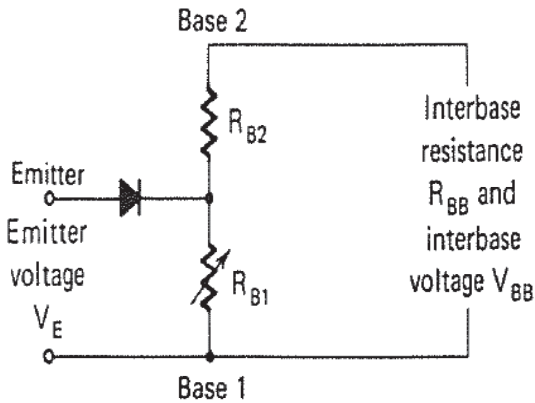 Base 2
R_B2
Emitter
Emitter
voltage
V_E
R_B1
Base 1
Interbase
resistance
R_BB and
interbase
voltage V_BB